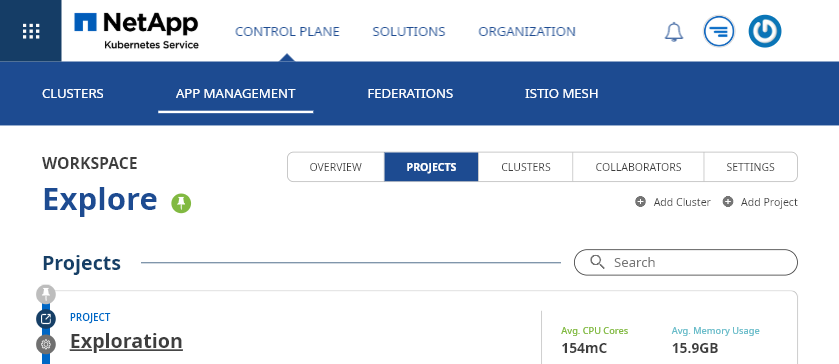 NetApp
Kubernetes Service
CONTROL PLANE SOLUTIONS ORGANIZATION
CLUSTERS APP MANAGEMENT FEDERATIONS ISTIO MESH
WORKSPACE
Explore
OVERVIEW PROJECTS CLUSTERS COLLABORATORS SETTINGS
Add Cluster Add Project
Projects
Search
PROJECT
Exploration
Avg. CPU Cores Avg. Memory Usage
154mC 15.9GB